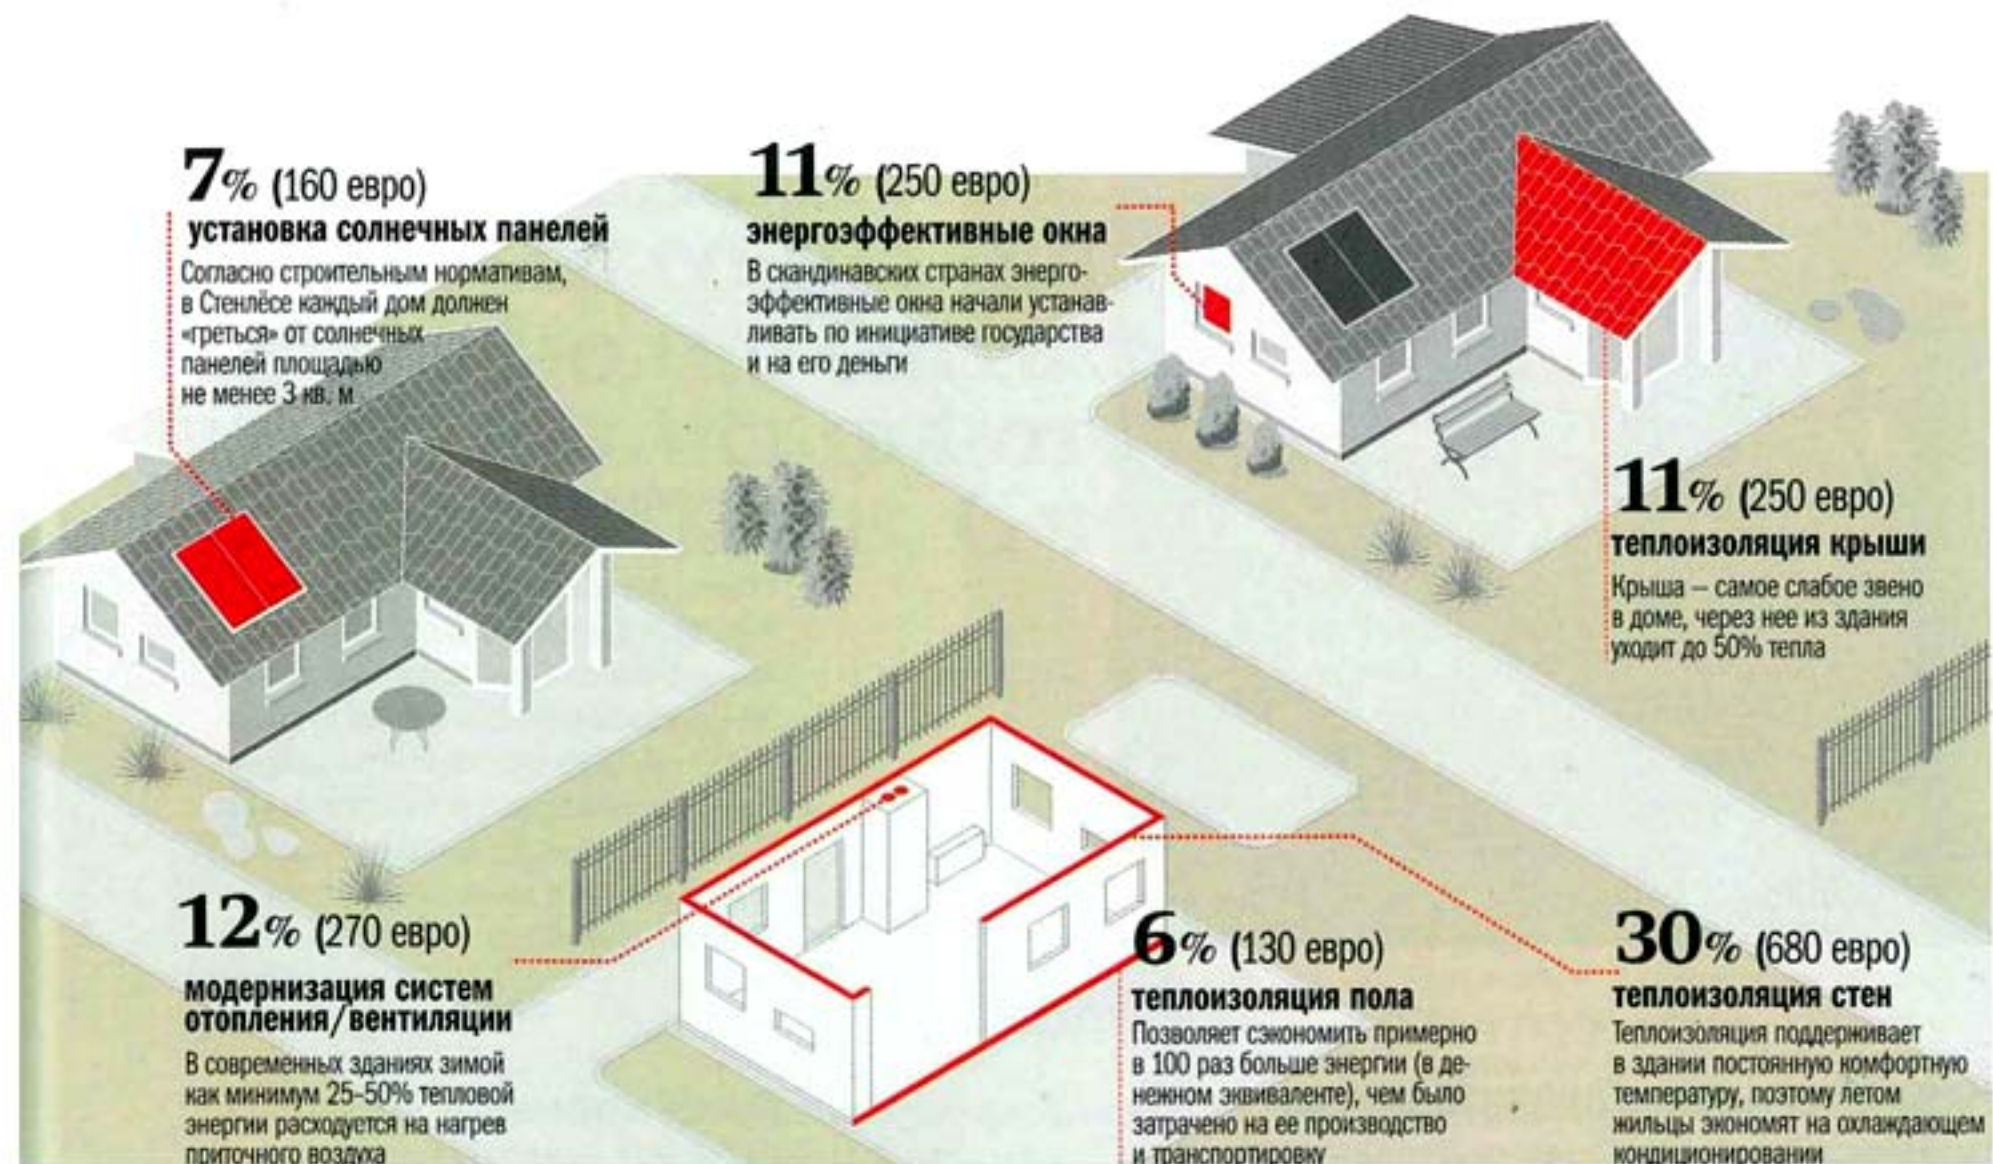 7% (160 евро)
установка солнечных панелей
Согласно строительным нормативам,
в Стенлёсе каждый дом должен
«греться» от солнечных
панелей площадью
не менее 3 кв. м
11% (250 евро)
энергоэффективные окна
В скандинавских странах энерго-
эффективные окна начали устанав-
ливать по инициативе государства
и на его деньги
11% (250 евро)
теплоизоляция крыши
Крыша – самое слабое звено
в доме, через нее из здания
уходит до 50% тепла
12% (270 евро)
модернизация систем
отопления/вентиляции
В современных зданиях зимой
как минимум 25–50% тепловой
энергии расходуется на нагрев
приточного воздуха
6% (130 евро)
теплоизоляция пола
Позволяет сэкономить примерно
в 100 раз больше энергии (в де-
нежном эквиваленте), чем было
затрачено на ее производство
и транспортировку
30% (680 евро)
теплоизоляция стен
Теплоизоляция поддерживает
в здании постоянную комфортную
температуру, поэтому летом
жильцы экономят на охлаждающем
кондиционировании